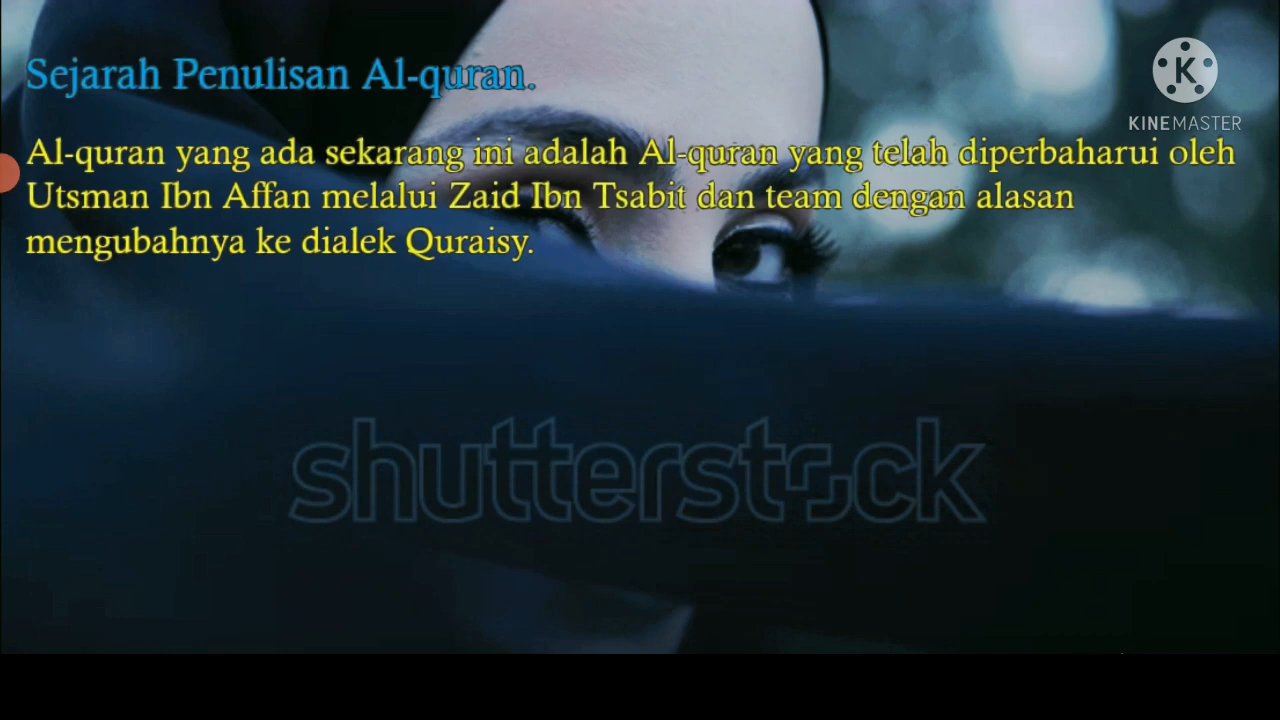 Sejarah Penulisan Al-quran.
K
KINEMASTER
Al-quran yang ada sekarang ini adalah Al-quran yang telah diperbaharui oleh
Utsman Ibn Affan melalui Zaid Ibn Tsabit dan team dengan alasan
mengubahnya ke dialek Quraisy.
shutterstock